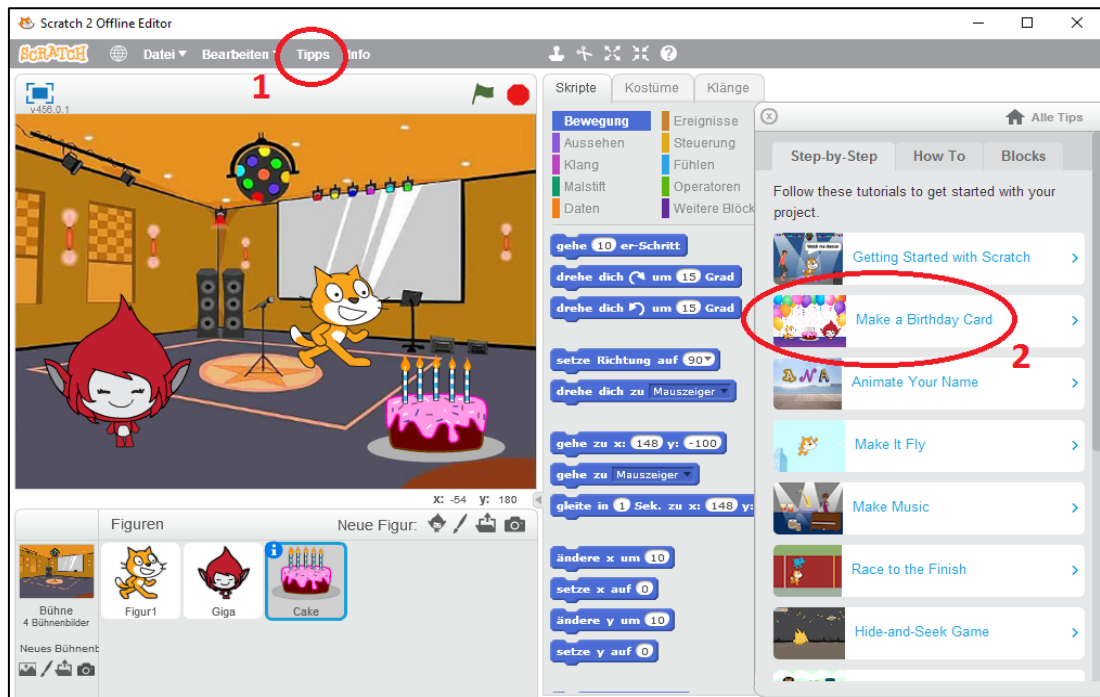 Scratch 2 Offline Editor
SCRATCH Datei Bearbeiten Tipps Info
1
v456.0.1
Skripte Kostüme Klänge
Bewegung Ereignisse
Aussehen Steuerung
Klang Fühlen
Malstift Operatoren
Daten Weitere Blöck
gehe 10 er-Schritt
drehe dich um 15 Grad
drehe dich um 15 Grad
setze Richtung auf 90
drehe dich zu Mauszeiger
gehe zu x: 148 y: -100
gehe zu Mauszeiger
gleite in 1 Sek. zu x: 148 y:
ändere x um 10
setze x auf 0
ändere y um 10
setze y auf 0
Alle Tips
Step-by-Step How To Blocks
Follow these tutorials to get started with your
project.
Getting Started with Scratch
Make a Birthday Card
2
Animate Your Name
Make It Fly
Make Music
Race to the Finish
Hide-and-Seek Game
x: -54 y: 180
Figuren Neue Figur:
Bühne
4 Bühnenbilder
Neues Bühnenb
Figur1 Giga Cake